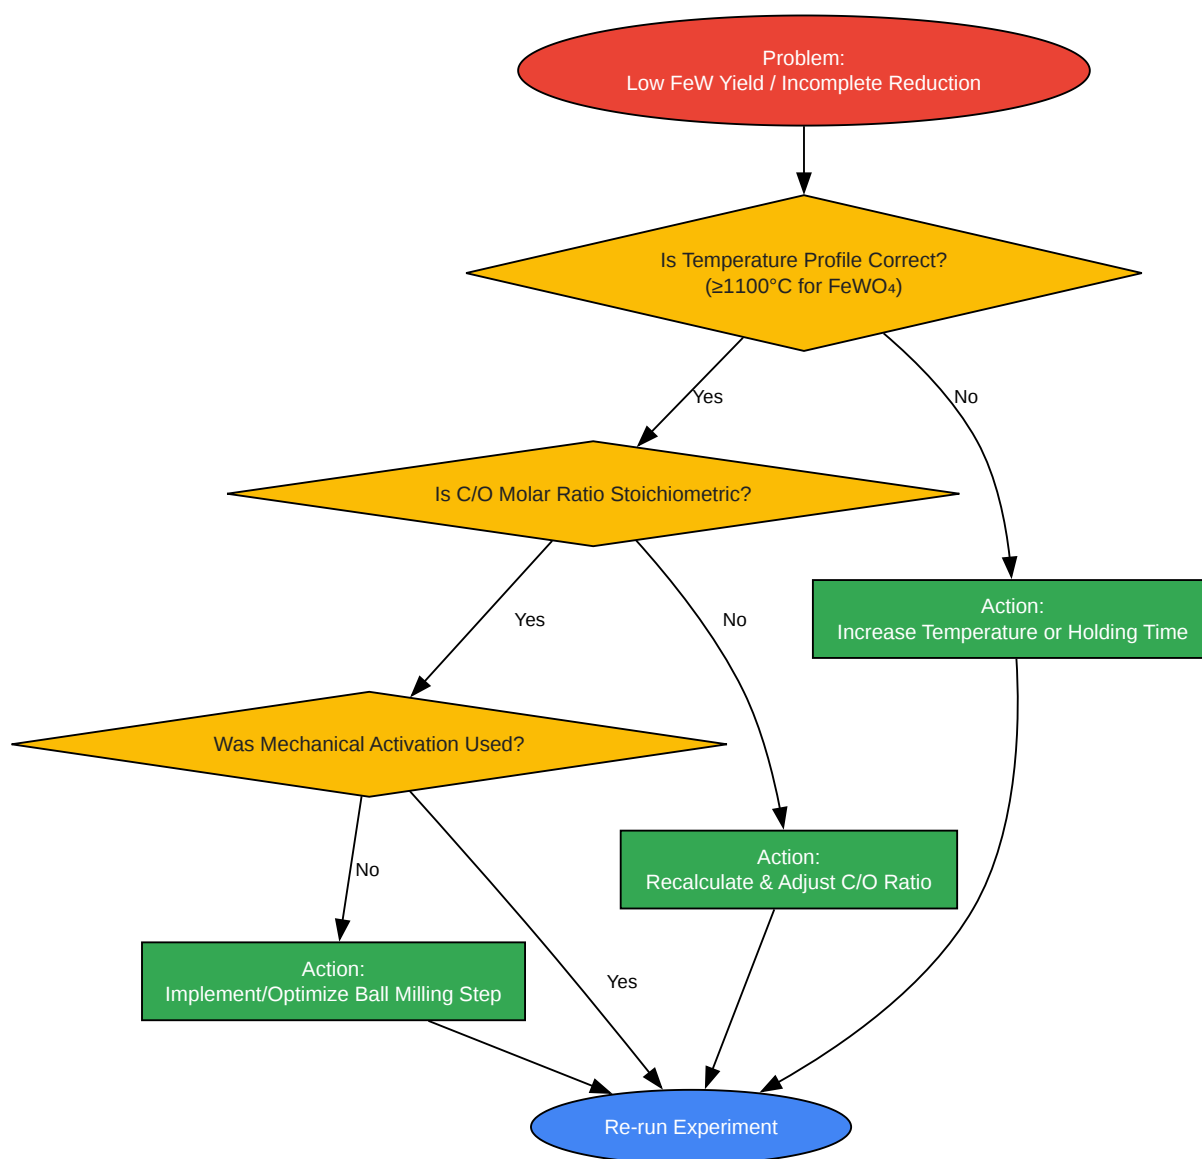 Problem:
Low FeW Yield / Incomplete Reduction
Is Temperature Profile Correct?
(≥1100°C for FeWO₄)
Yes
No
Is C/O Molar Ratio Stoichiometric?
Action:
Increase Temperature or Holding Time
Yes
No
Was Mechanical Activation Used?
Action:
Recalculate & Adjust C/O Ratio
No
Action:
Implement/Optimize Ball Milling Step
Yes
Re-run Experiment